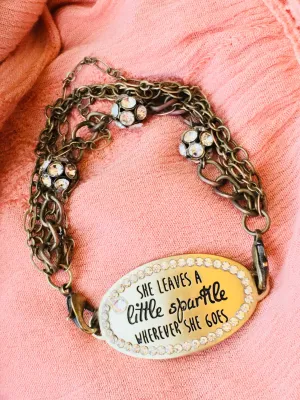 SHE LEAVES A
little sparkle
WHEREVER SHE GOES